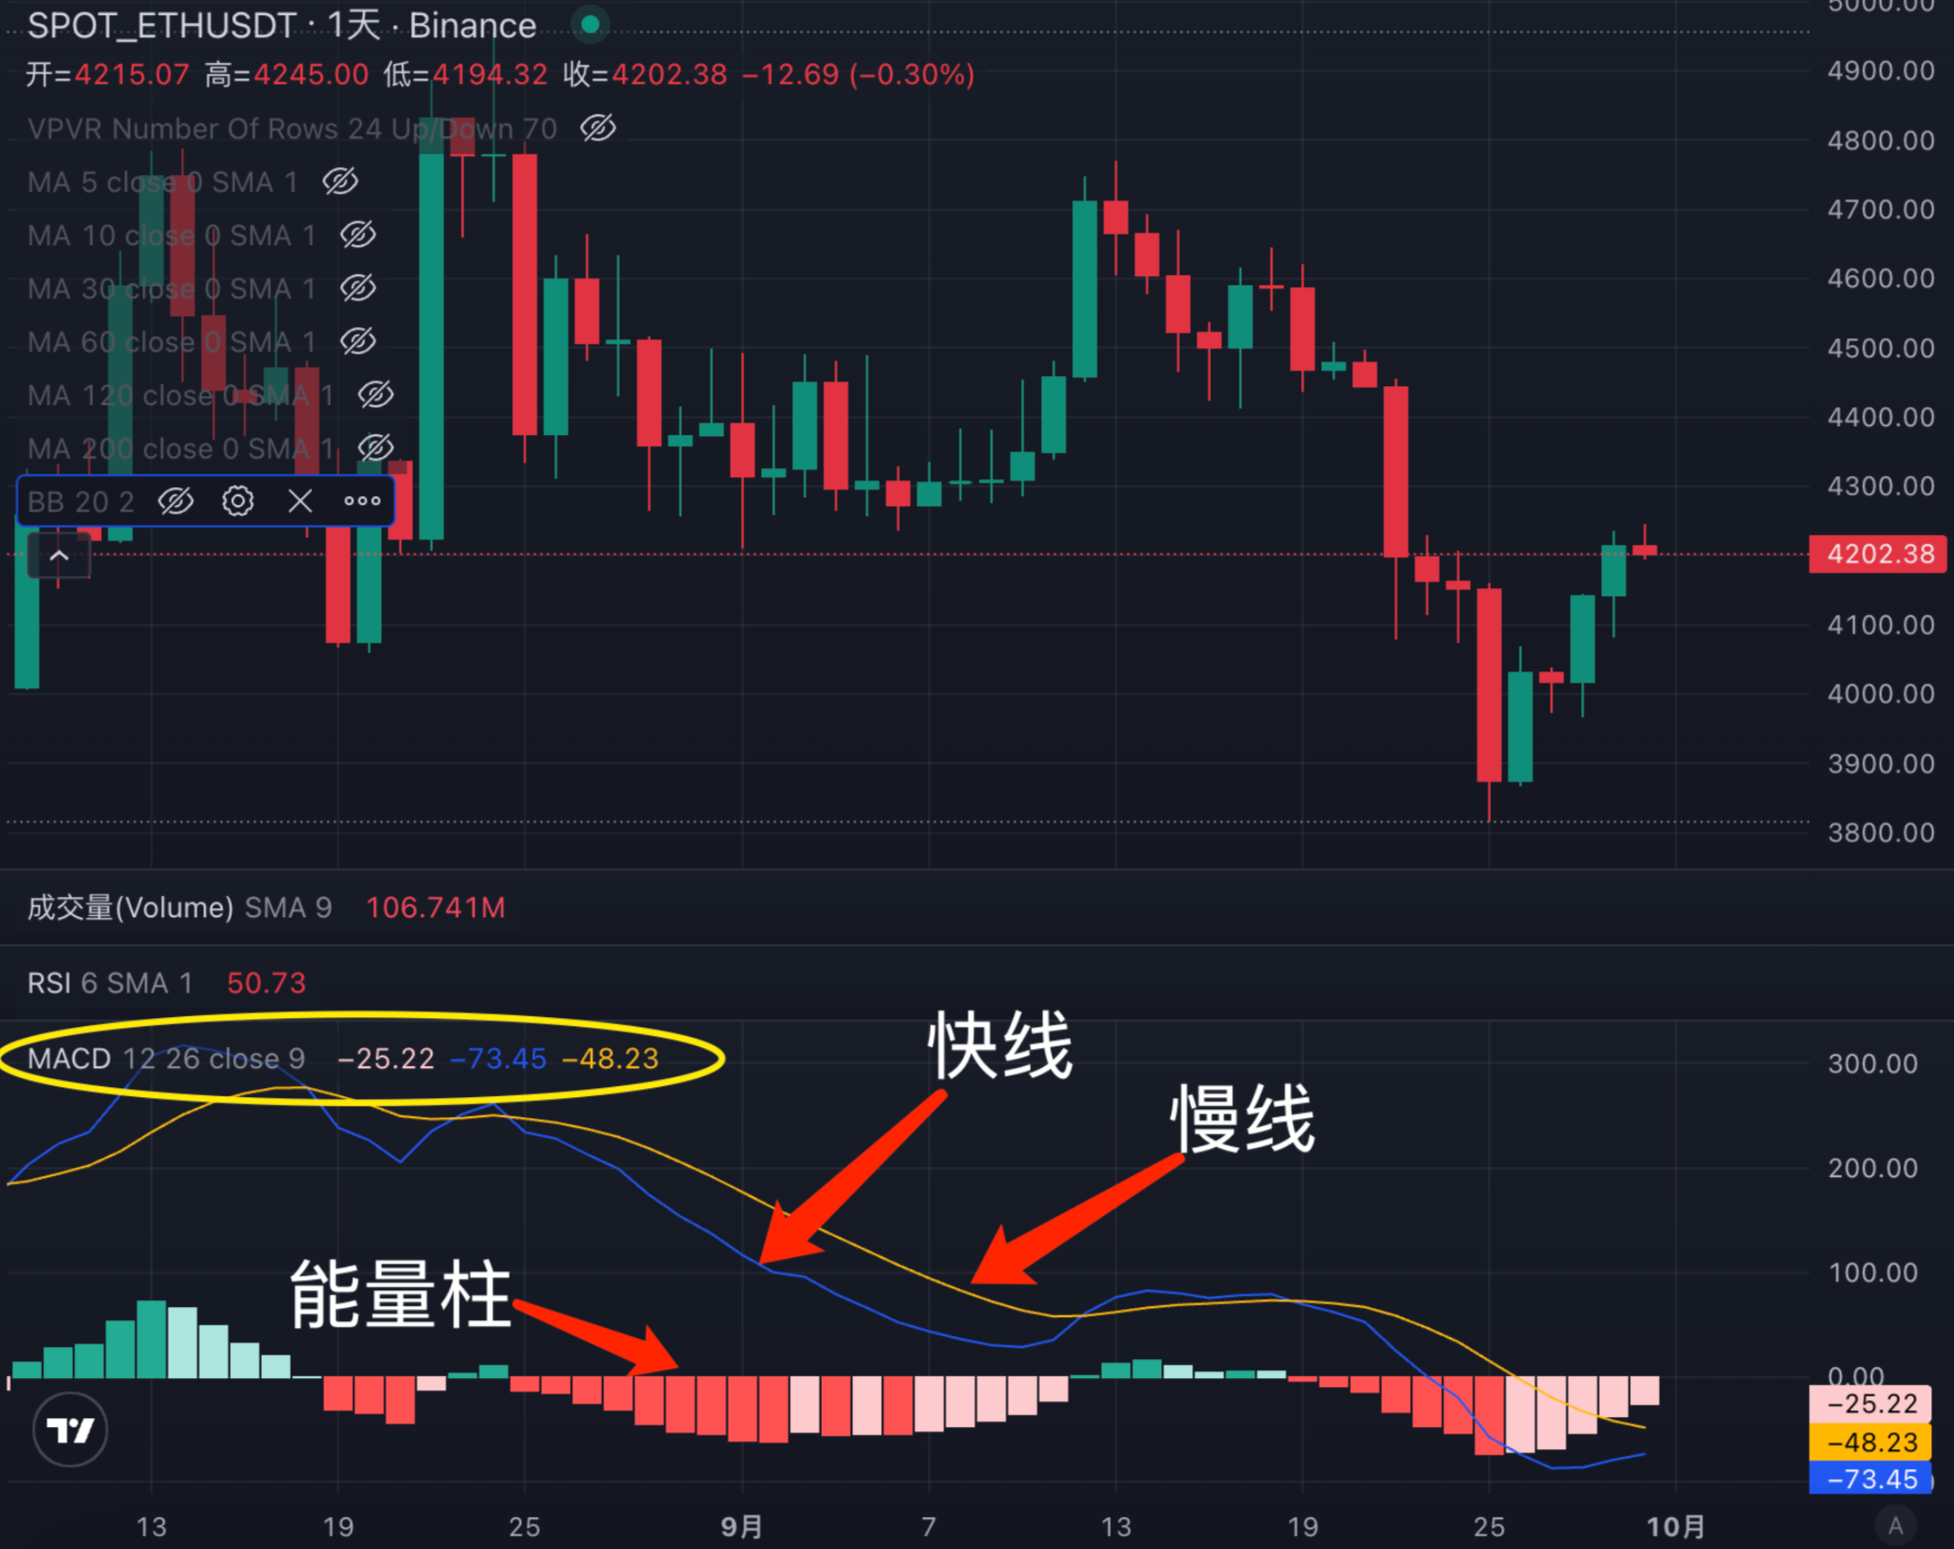 SPOT_ETHUSDT · 1天 · Binance
开=4215.07 高=4245.00 低=4194.32 收=4202.38 −12.69 (−0.30%)
VPVR Number Of Rows 24 Up/Down 70
MA 5 close 0 SMA 1
MA 10 close 0 SMA 1
MA 30 close 0 SMA 1
MA 60 close 0 SMA 1
MA 120 close 0 SMA 1
MA 200 close 0 SMA 1
BB 20 2
5000.00
4900.00
4800.00
4700.00
4600.00
4500.00
4400.00
4300.00
4202.38
4100.00
4000.00
3900.00
3800.00
成交量(Volume) SMA 9 106.741M
RSI 6 SMA 1 50.73
MACD 12 26 close 9 −25.22 −73.45 −48.23
快线
慢线
能量柱
300.00
200.00
100.00
0.00
−25.22
−48.23
−73.45
13 19 25 9月 7 13 19 25 10月
A